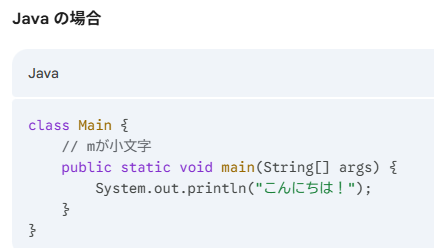 Java の場合
Java
class Main {
    // mが小文字
    public static void main(String[] args) {
        System.out.println("こんにちは！");
    }
}